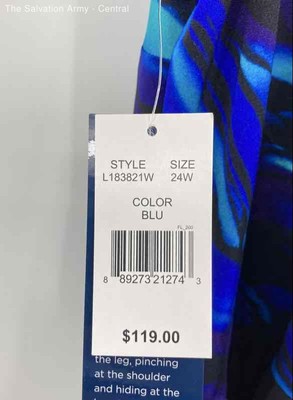 The Salvation Army - Central
STYLE SIZE
L183821W 24W
COLOR
BLU
8 89273 21274 3
$119.00
the leg, pinching
at the shoulder
and hiding at the